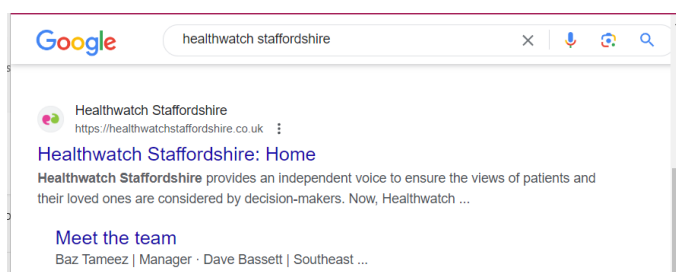 Google
healthwatch staffordshire
Healthwatch Staffordshire
https://healthwatchstaffordshire.co.uk
Healthwatch Staffordshire: Home
Healthwatch Staffordshire provides an independent voice to ensure the views of patients and
their loved ones are considered by decision-makers. Now, Healthwatch ...
Meet the team
Baz Tameez | Manager · Dave Bassett | Southeast ...